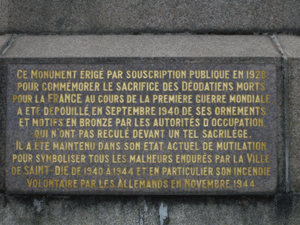 CE MONUMENT ÉRIGÉ PAR SOUSCRIPTION PUBLIQUE EN 1928
POUR COMMÉMORER LE SACRIFICE DES DÉODATIENS MORTS
POUR LA FRANCE AU COURS DE LA PREMIÈRE GUERRE MONDIALE
A ÉTÉ DÉPOUILLÉ EN SEPTEMBRE 1940 DE SES ORNEMENTS
ET MOTIFS EN BRONZE PAR LES AUTORITÉS D'OCCUPATION
QUI N'ONT PAS RECULÉ DEVANT UN TEL SACRILÈGE.
IL A ÉTÉ MAINTENU DANS SON ÉTAT ACTUEL DE MUTILATION
POUR SYMBOLISER TOUS LES MALHEURS ENDURÉS PAR LA VILLE
DE SAINT-DIÉ DE 1940 À 1944 ET EN PARTICULIER SON INCENDIE
VOLONTAIRE PAR LES ALLEMANDS EN NOVEMBRE 1944